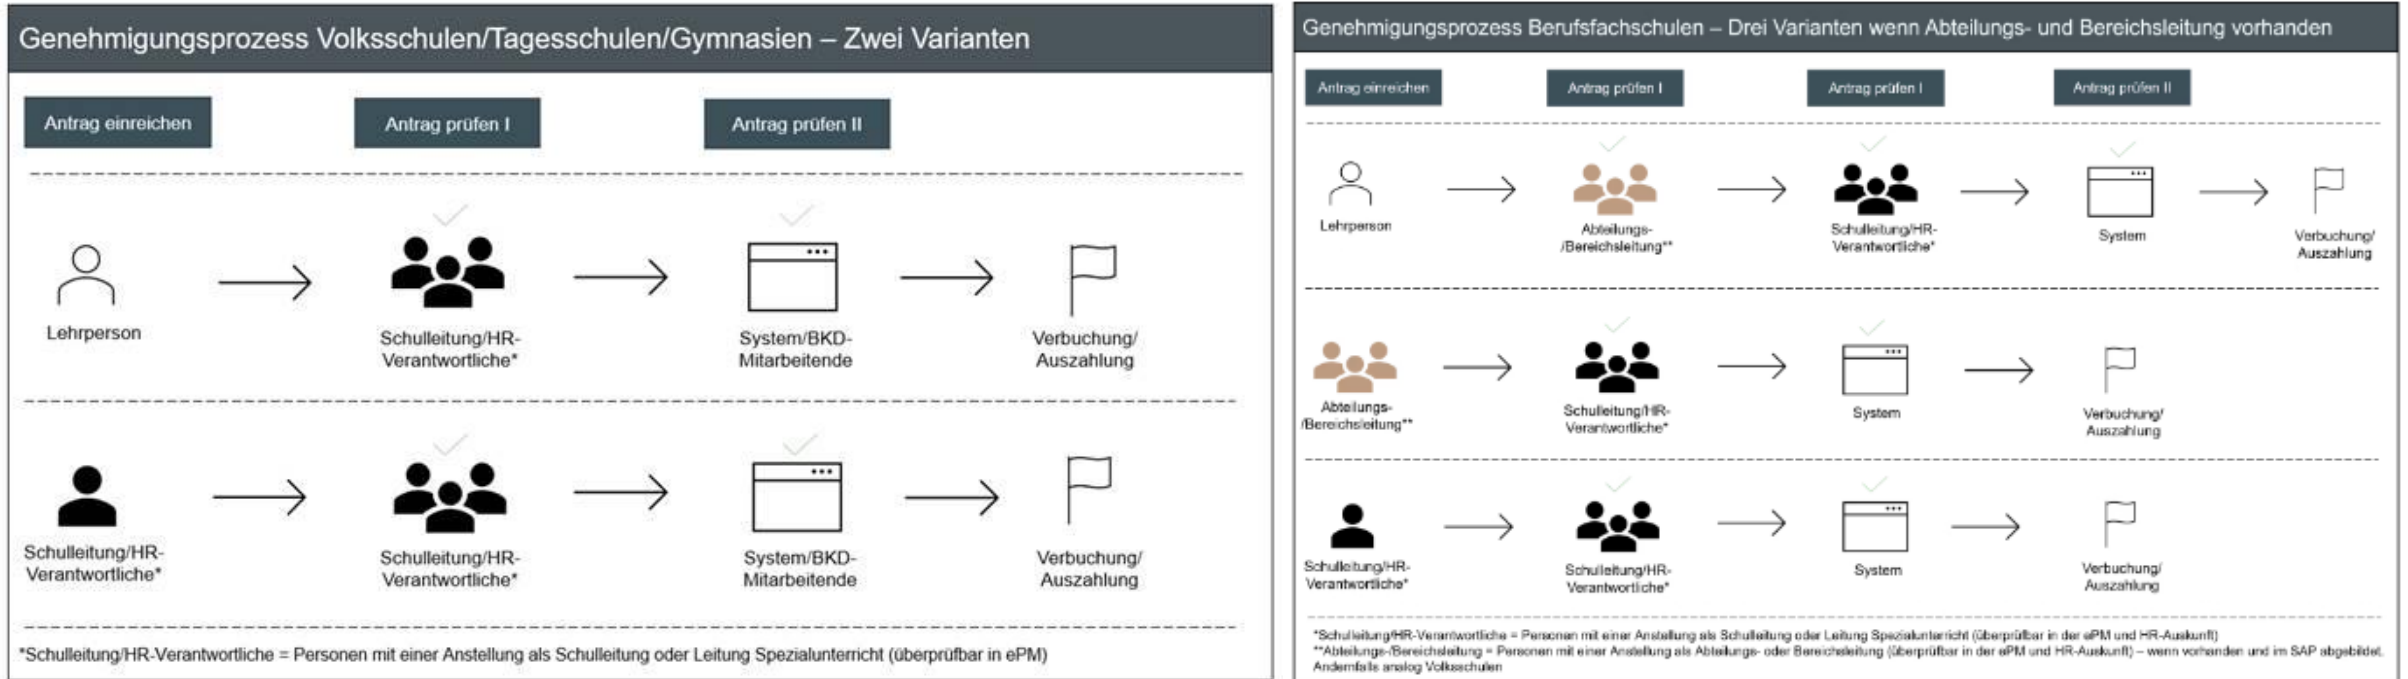 Genehmigungsprozess Volksschulen/Tagesschulen/Gymnasien – Zwei Varianten
Antrag einreichen
Antrag prüfen I
Antrag prüfen II
Lehrperson
Schulleitung/HR-
Verantwortliche*
System/BKD-
Mitarbeitende
Verbuchung/
Auszahlung
Schulleitung/HR-
Verantwortliche*
Schulleitung/HR-
Verantwortliche*
System/BKD-
Mitarbeitende
Verbuchung/
Auszahlung
*Schulleitung/HR-Verantwortliche = Personen mit einer Anstellung als Schulleitung oder Leitung Spezialunterricht (überprüfbar in ePM)
Genehmigungsprozess Berufsfachschulen – Drei Varianten wenn Abteilungs- und Bereichsleitung vorhanden
Antrag einreichen
Antrag prüfen I
Antrag prüfen I
Antrag prüfen II
Lehrperson
Abteilungs-
/Bereichsleitung**
Schulleitung/HR-
Verantwortliche*
System
Verbuchung/
Auszahlung
Abteilungs-
/Bereichsleitung**
Schulleitung/HR-
Verantwortliche*
System
Verbuchung/
Auszahlung
Schulleitung/HR-
Verantwortliche*
Schulleitung/HR-
Verantwortliche*
System
Verbuchung/
Auszahlung
*Schulleitung/HR-Verantwortliche = Personen mit einer Anstellung als Schulleitung oder Leitung Spezialunterricht (überprüfbar in der ePM und HR-Auskunft)
**Abteilungs-/Bereichsleitung = Personen mit einer Anstellung als Abteilungs- oder Bereichsleitung (überprüfbar in der ePM und HR-Auskunft) – wenn vorhanden und im SAP abgebildet.
Andernfalls analog Volksschulen